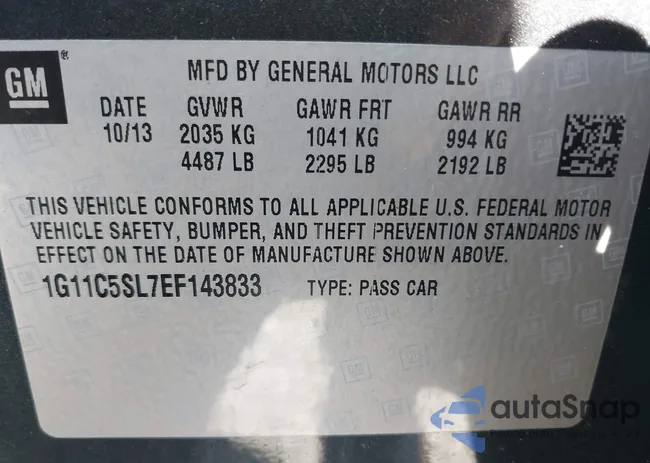 GM ®
MFD BY GENERAL MOTORS LLC
DATE GVWR GAWR FRT GAWR RR
10/13 2035 KG 1041 KG 994 KG
4487 LB 2295 LB 2192 LB
THIS VEHICLE CONFORMS TO ALL APPLICABLE U.S. FEDERAL MOTOR
VEHICLE SAFETY, BUMPER, AND THEFT PREVENTION STANDARDS IN
EFFECT ON THE DATE OF MANUFACTURE SHOWN ABOVE.
1G11C5SL7EF143833 TYPE: PASS CAR
autoSnap